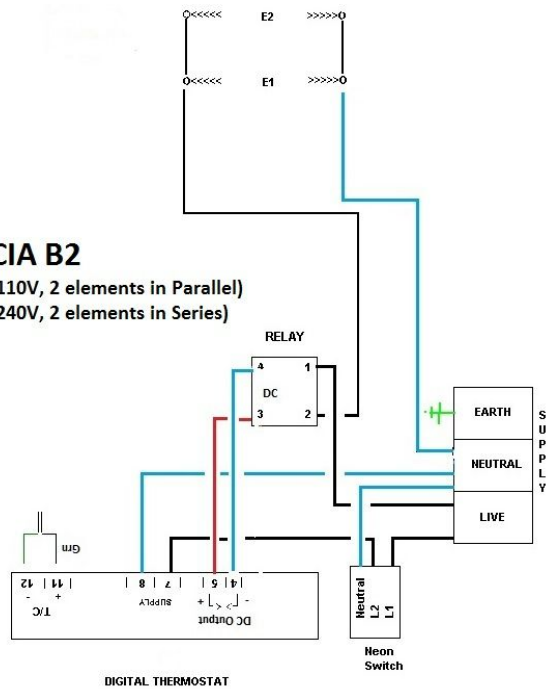 E2
E1
CIA B2
110V, 2 elements in Parallel)
240V, 2 elements in Series)
RELAY
4 1
DC
3 2
EARTH
NEUTRAL
LIVE
SUPPLY
Grn
12 11 8 7 5 4
- + SUPPLY + -
T/C DC Output
Neutral
L2
L1
Neon
Switch
DIGITAL THERMOSTAT